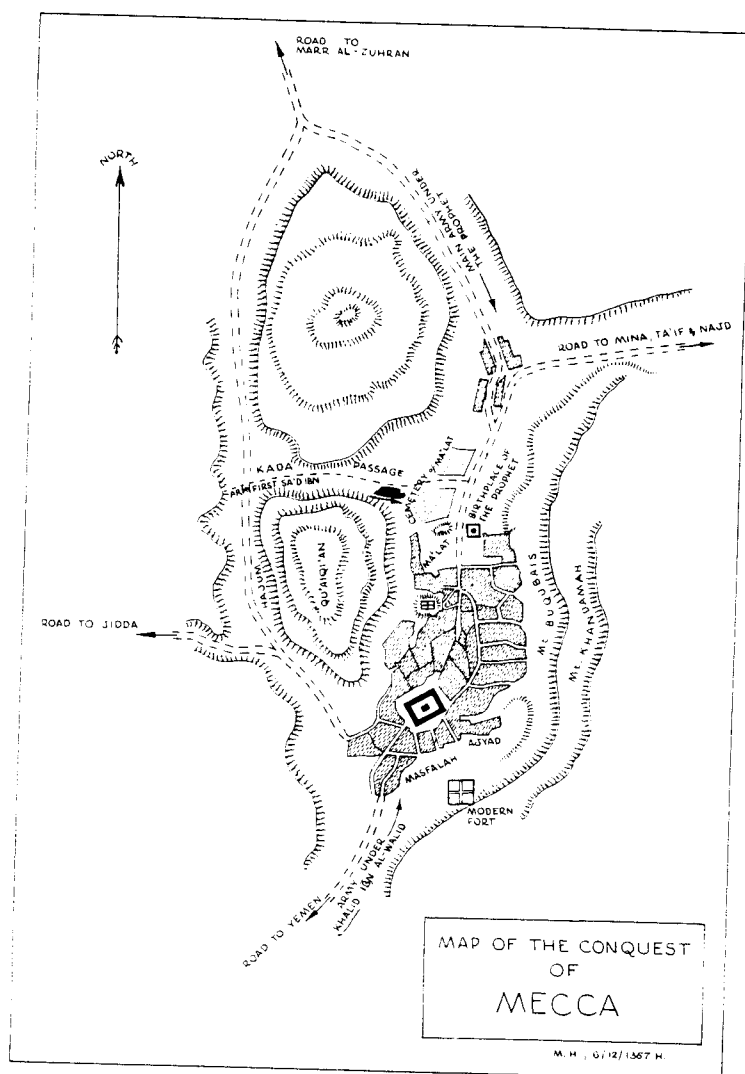 ROAD TO
MARR AL-ZUHRAN
NORTH
MAIN ARMY UNDER
THE PROPHET
ROAD TO MINA, TA'IF & NAJD
KADA PASSAGE
ARMY FIRST SA'D IBN
CEMETERY OF MA'LAT
BIRTHPLACE OF
THE PROPHET
MA'LAT
QU'AIQI'AN
HAJUN
ROAD TO JIDDA
MT. BUQUBAIS
MT. KHANDAMAH
AJYAD
MASFALAH
MODERN
FORT
ARMY UNDER
KHALID IBN AL-WALID
ROAD TO YEMEN
MAP OF THE CONQUEST
OF
MECCA
M. H.
/12/1367 H.